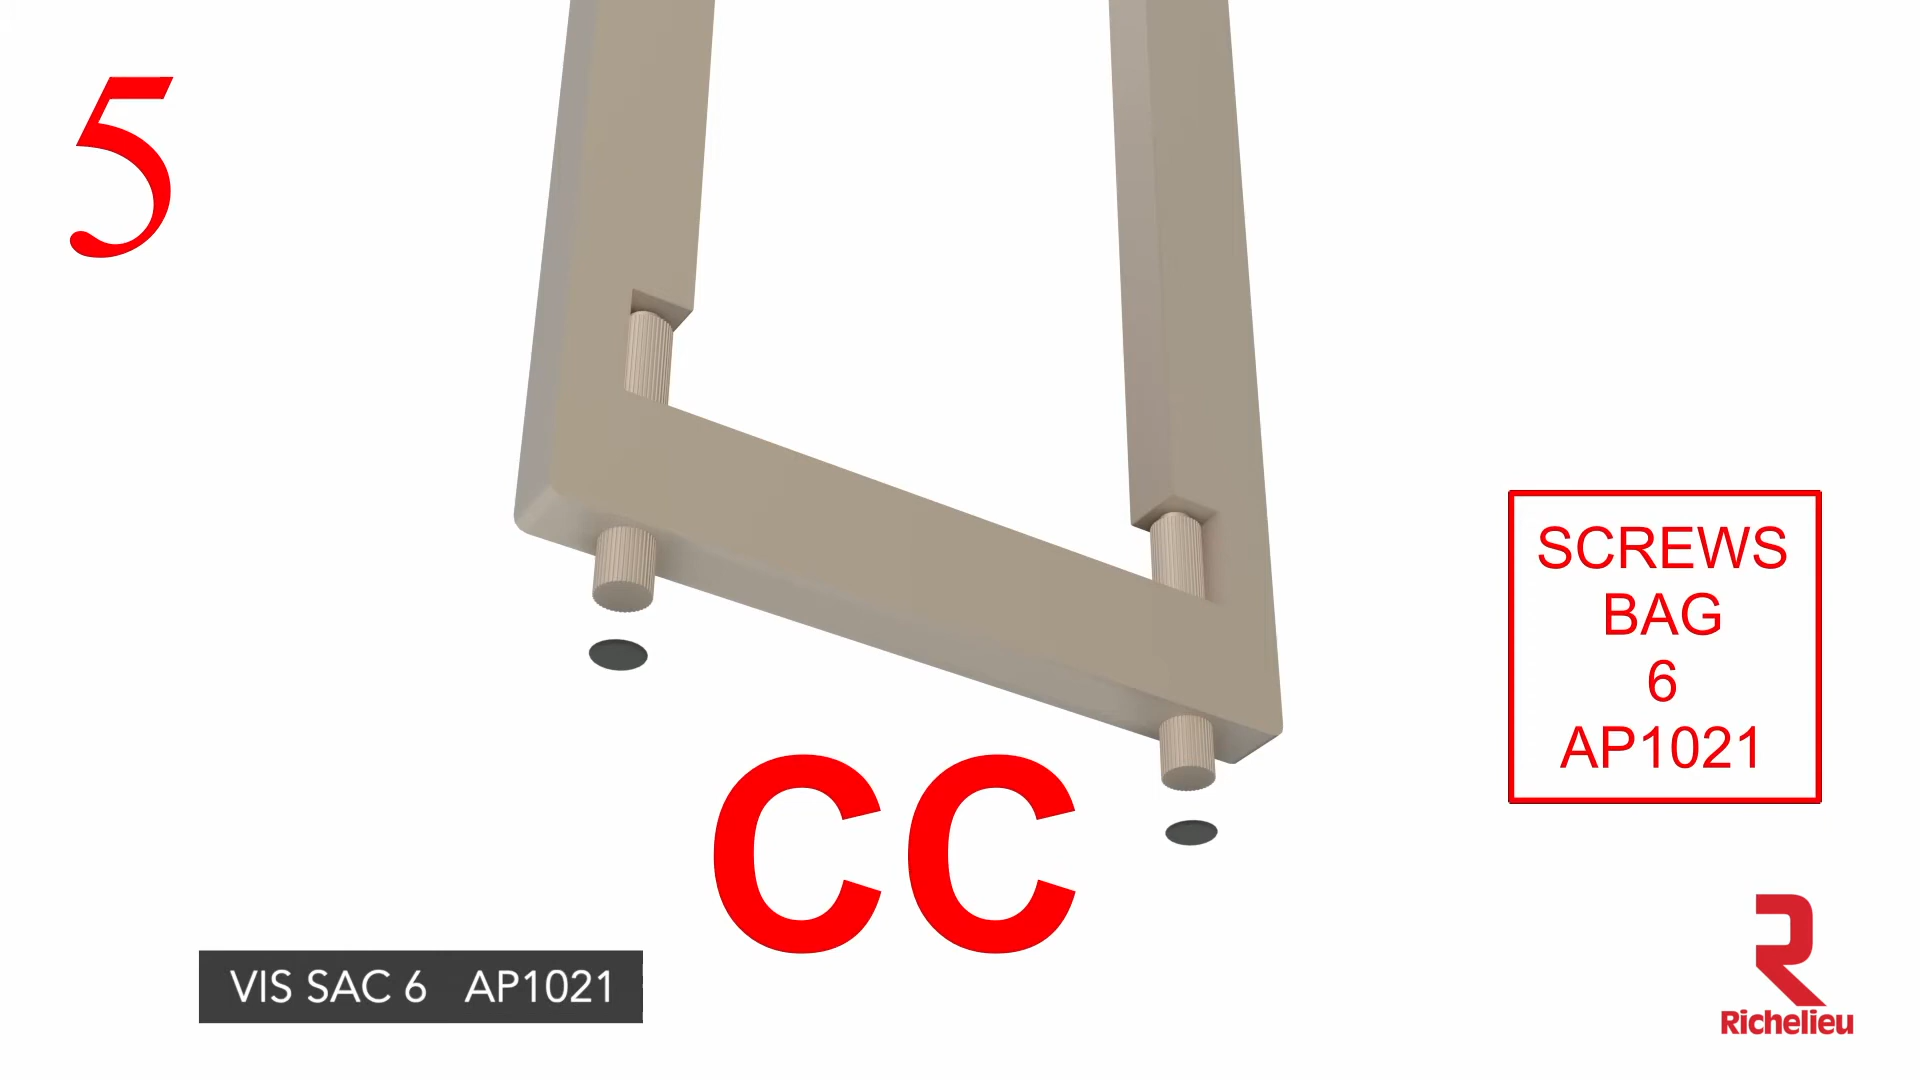 5
SCREWS
BAG
6
AP1021
CC
VIS SAC 6 AP1021
Richelieu